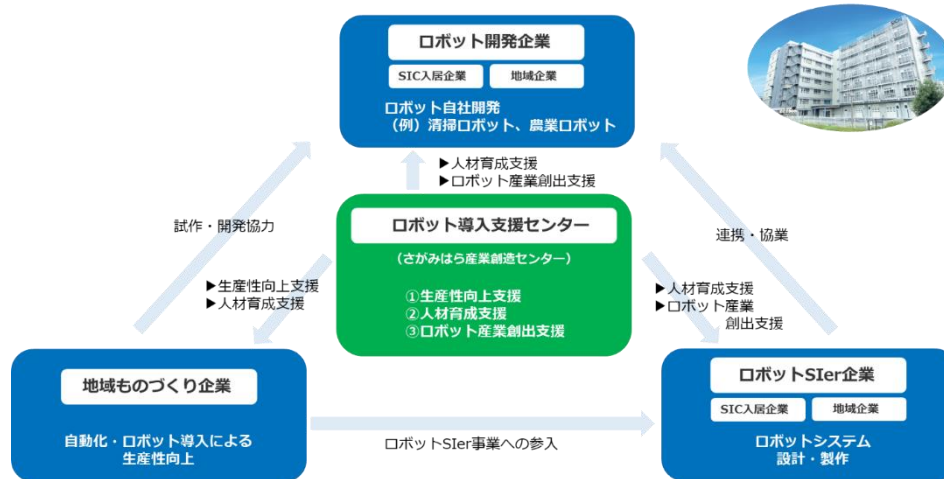 ロボット開発企業
SIC入居企業
地域企業
ロボット自社開発
（例）清掃ロボット、農業ロボット
▶人材育成支援
▶ロボット産業創出支援
試作・開発協力
ロボット導入支援センター
（さがみはら産業創造センター）
①生産性向上支援
②人材育成支援
③ロボット産業創出支援
連携・協業
▶生産性向上支援
▶人材育成支援
▶人材育成支援
▶ロボット産業
創出支援
地域ものづくり企業
自動化・ロボット導入による
生産性向上
ロボットSIer事業への参入
ロボットSIer企業
SIC入居企業
地域企業
ロボットシステム
設計・製作